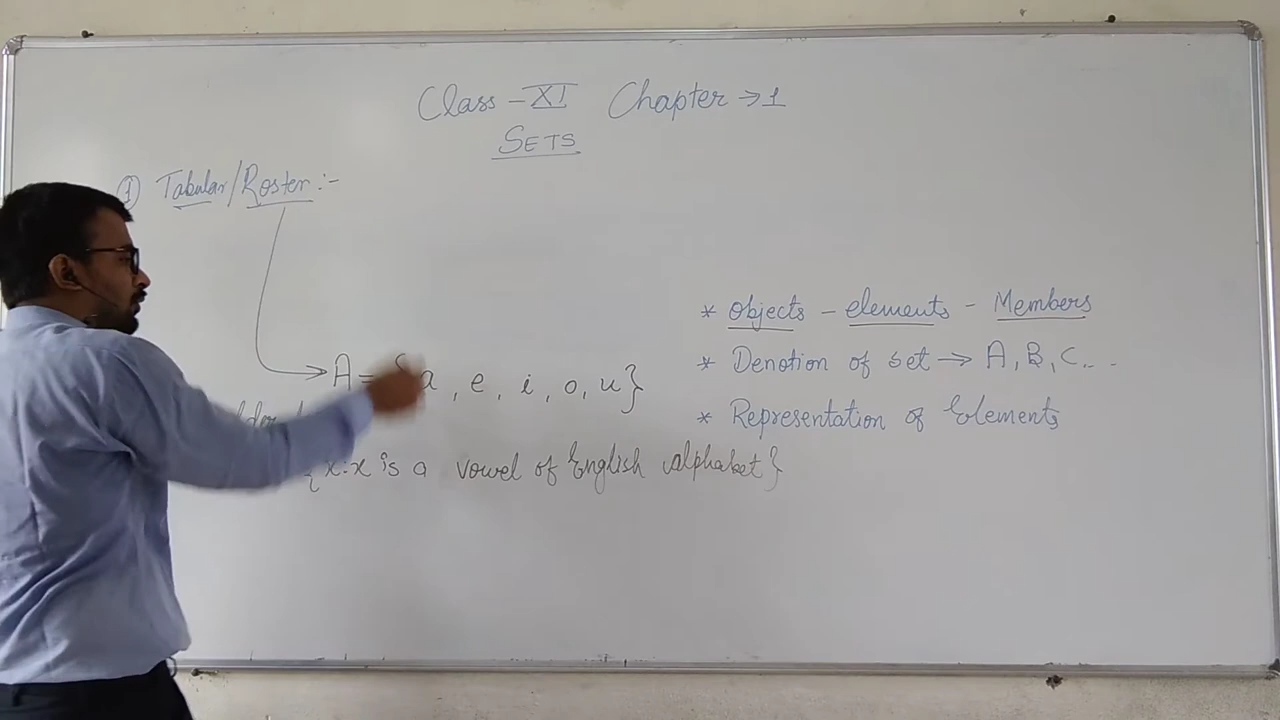 Class - XI Chapter → 1
SETS
① Tabular/Roster :-
* Objects - elements - Members
* Denotion of set → A, B, C...
A = {a, e, i, o, u}
* Representation of Elements
{x : x is a vowel of English alphabet}